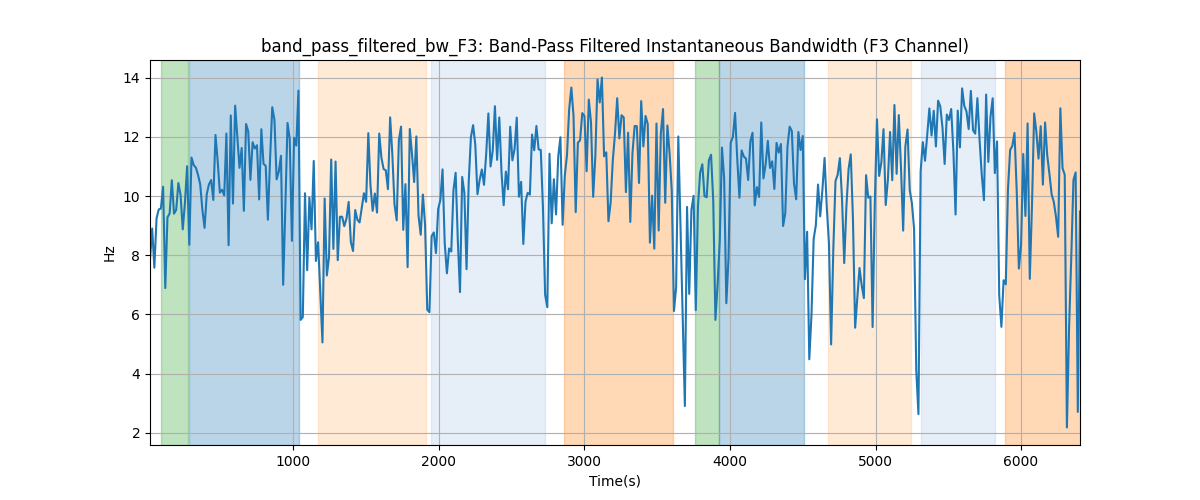 band_pass_filtered_bw_F3: Band-Pass Filtered Instantaneous Bandwidth (F3 Channel)
14
12
10
8
6
4
2
Hz
1000 2000 3000 4000 5000 6000
Time(s)